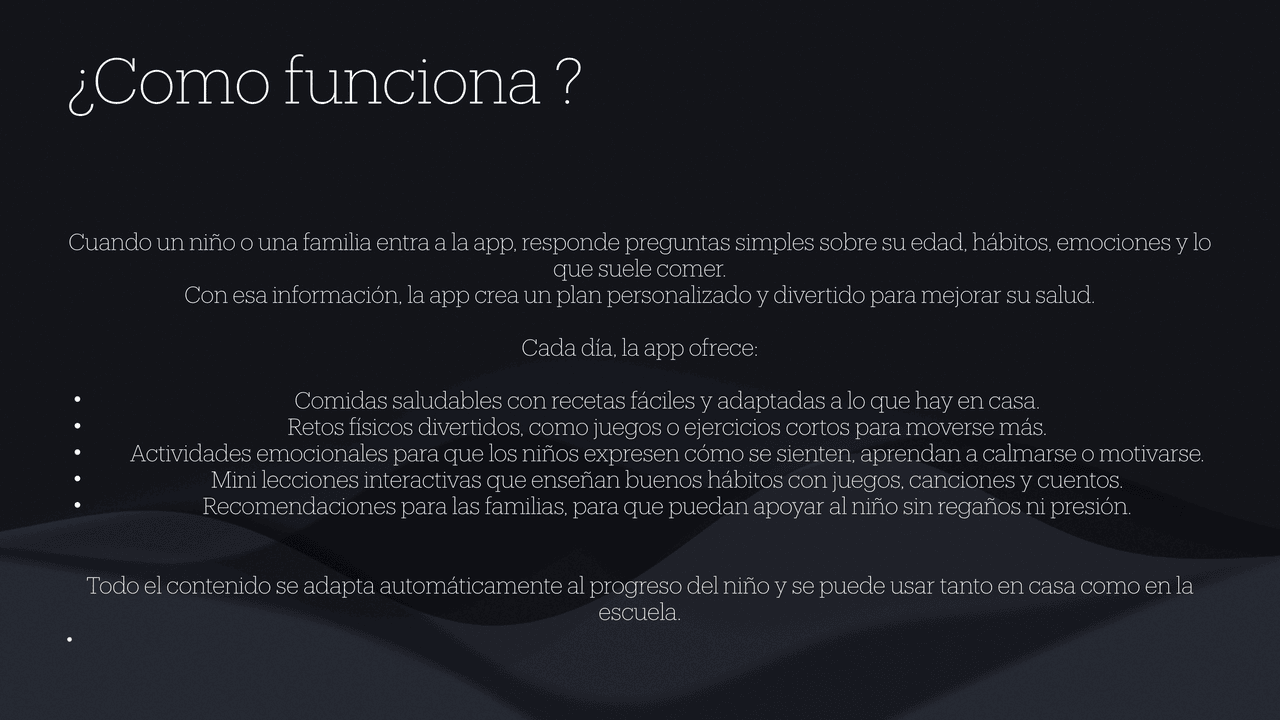 ¿Como funciona ?
Cuando un niño o una familia entra a la app, responde preguntas simples sobre su edad, hábitos, emociones y lo
que suele comer.
Con esa información, la app crea un plan personalizado y divertido para mejorar su salud.
Cada día, la app ofrece:
• Comidas saludables con recetas fáciles y adaptadas a lo que hay en casa.
• Retos físicos divertidos, como juegos o ejercicios cortos para moverse más.
• Actividades emocionales para que los niños expresen cómo se sienten, aprendan a calmarse o motivarse.
• Mini lecciones interactivas que enseñan buenos hábitos con juegos, canciones y cuentos.
• Recomendaciones para las familias, para que puedan apoyar al niño sin regaños ni presión.
Todo el contenido se adapta automáticamente al progreso del niño y se puede usar tanto en casa como en la
escuela.
•